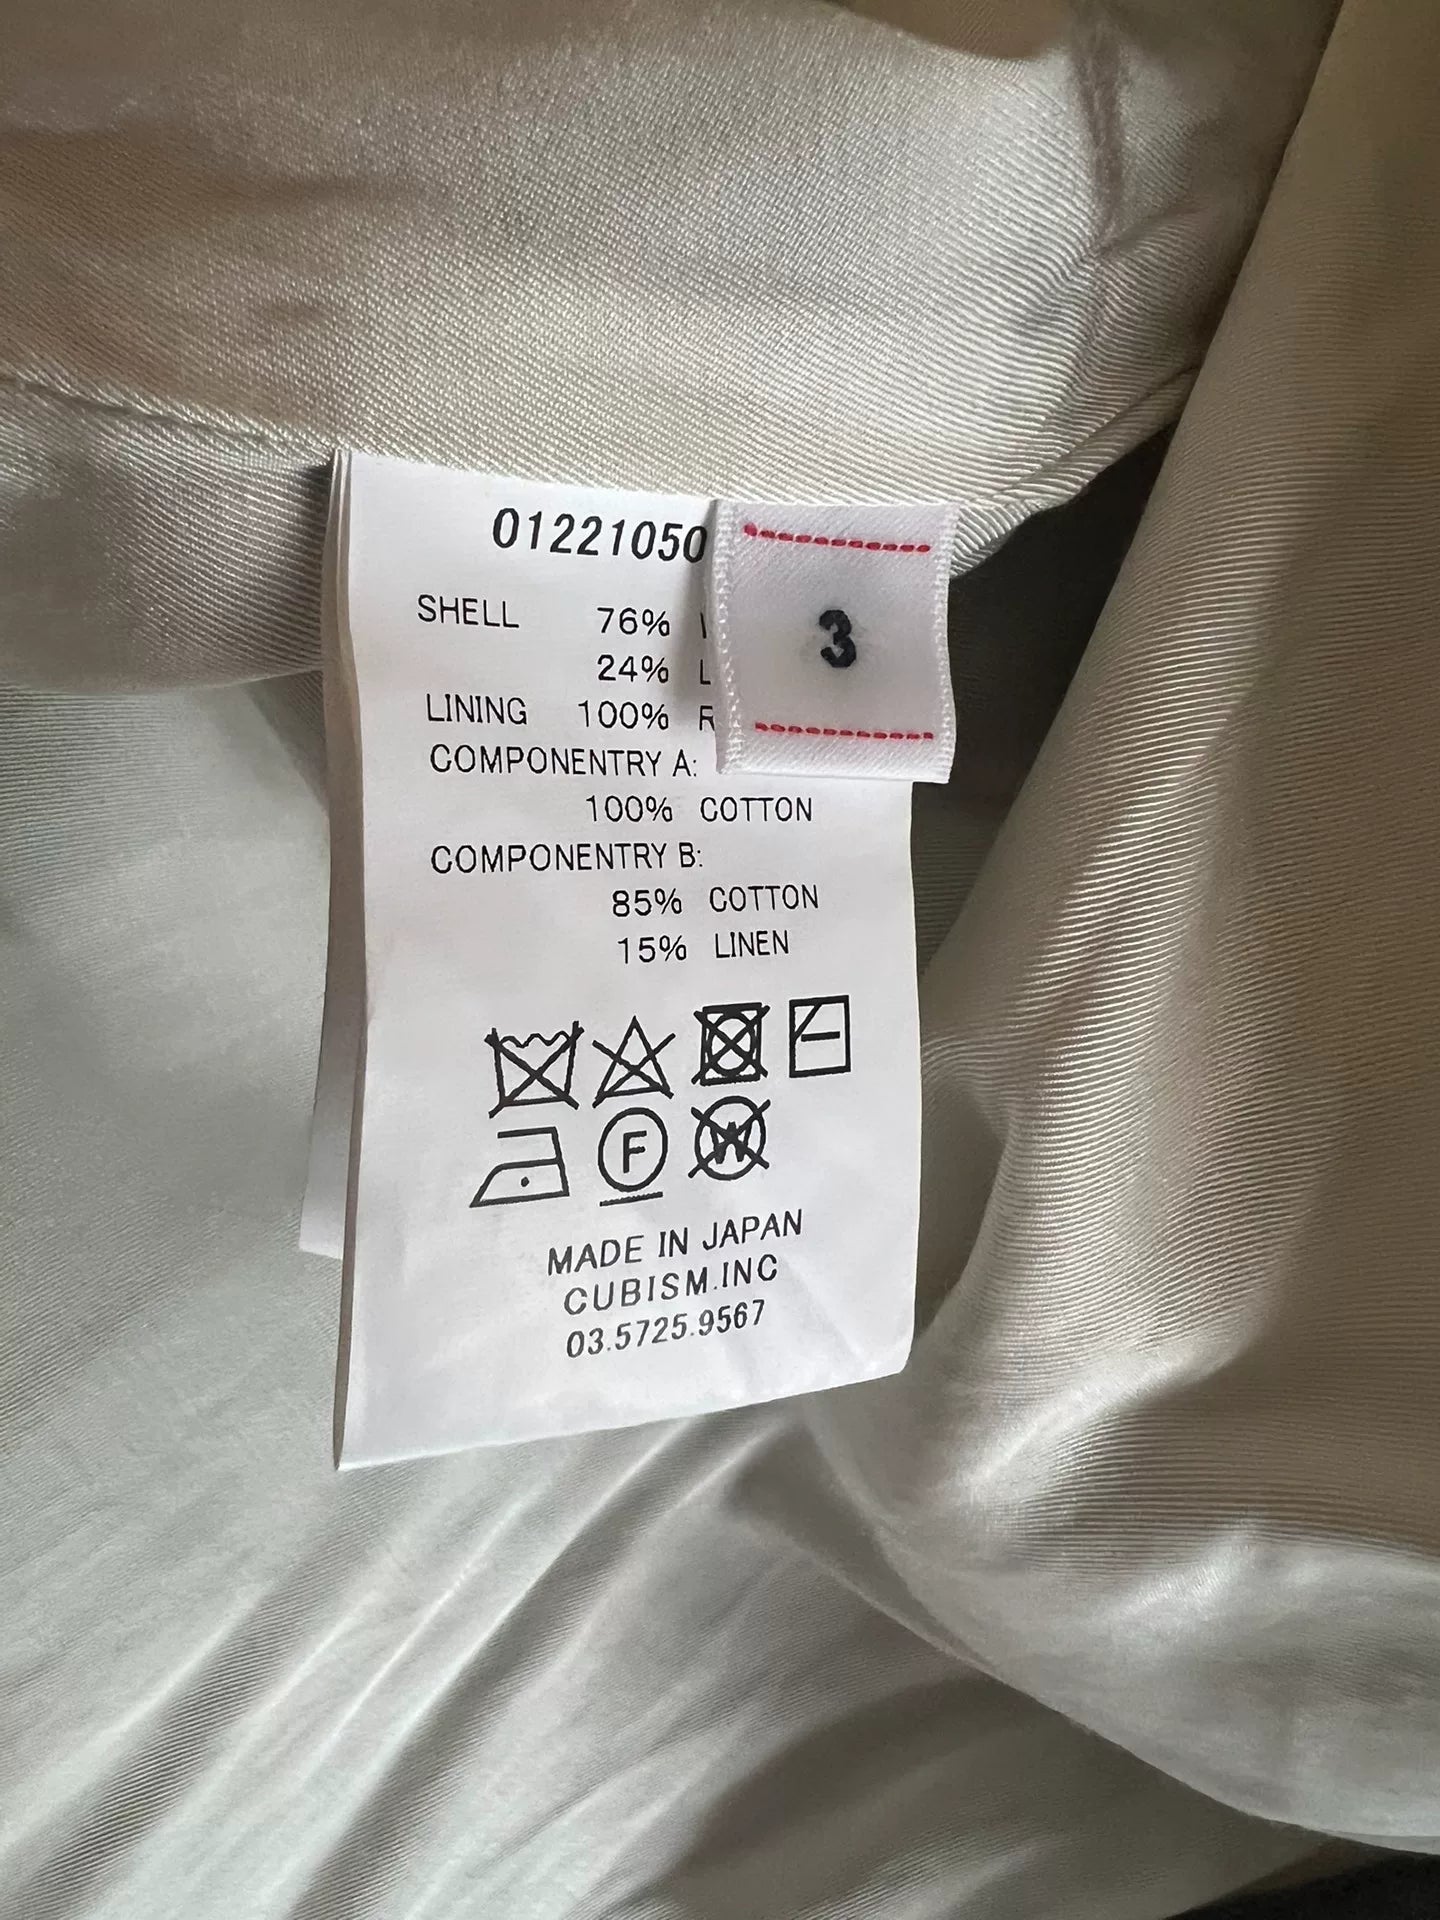 01221050
3
SHELL 76%
24% L
LINING 100% R
COMPONENTRY A:
100% COTTON
COMPONENTRY B:
85% COTTON
15% LINEN
F
W
MADE IN JAPAN
CUBISM.INC
03.5725.9567